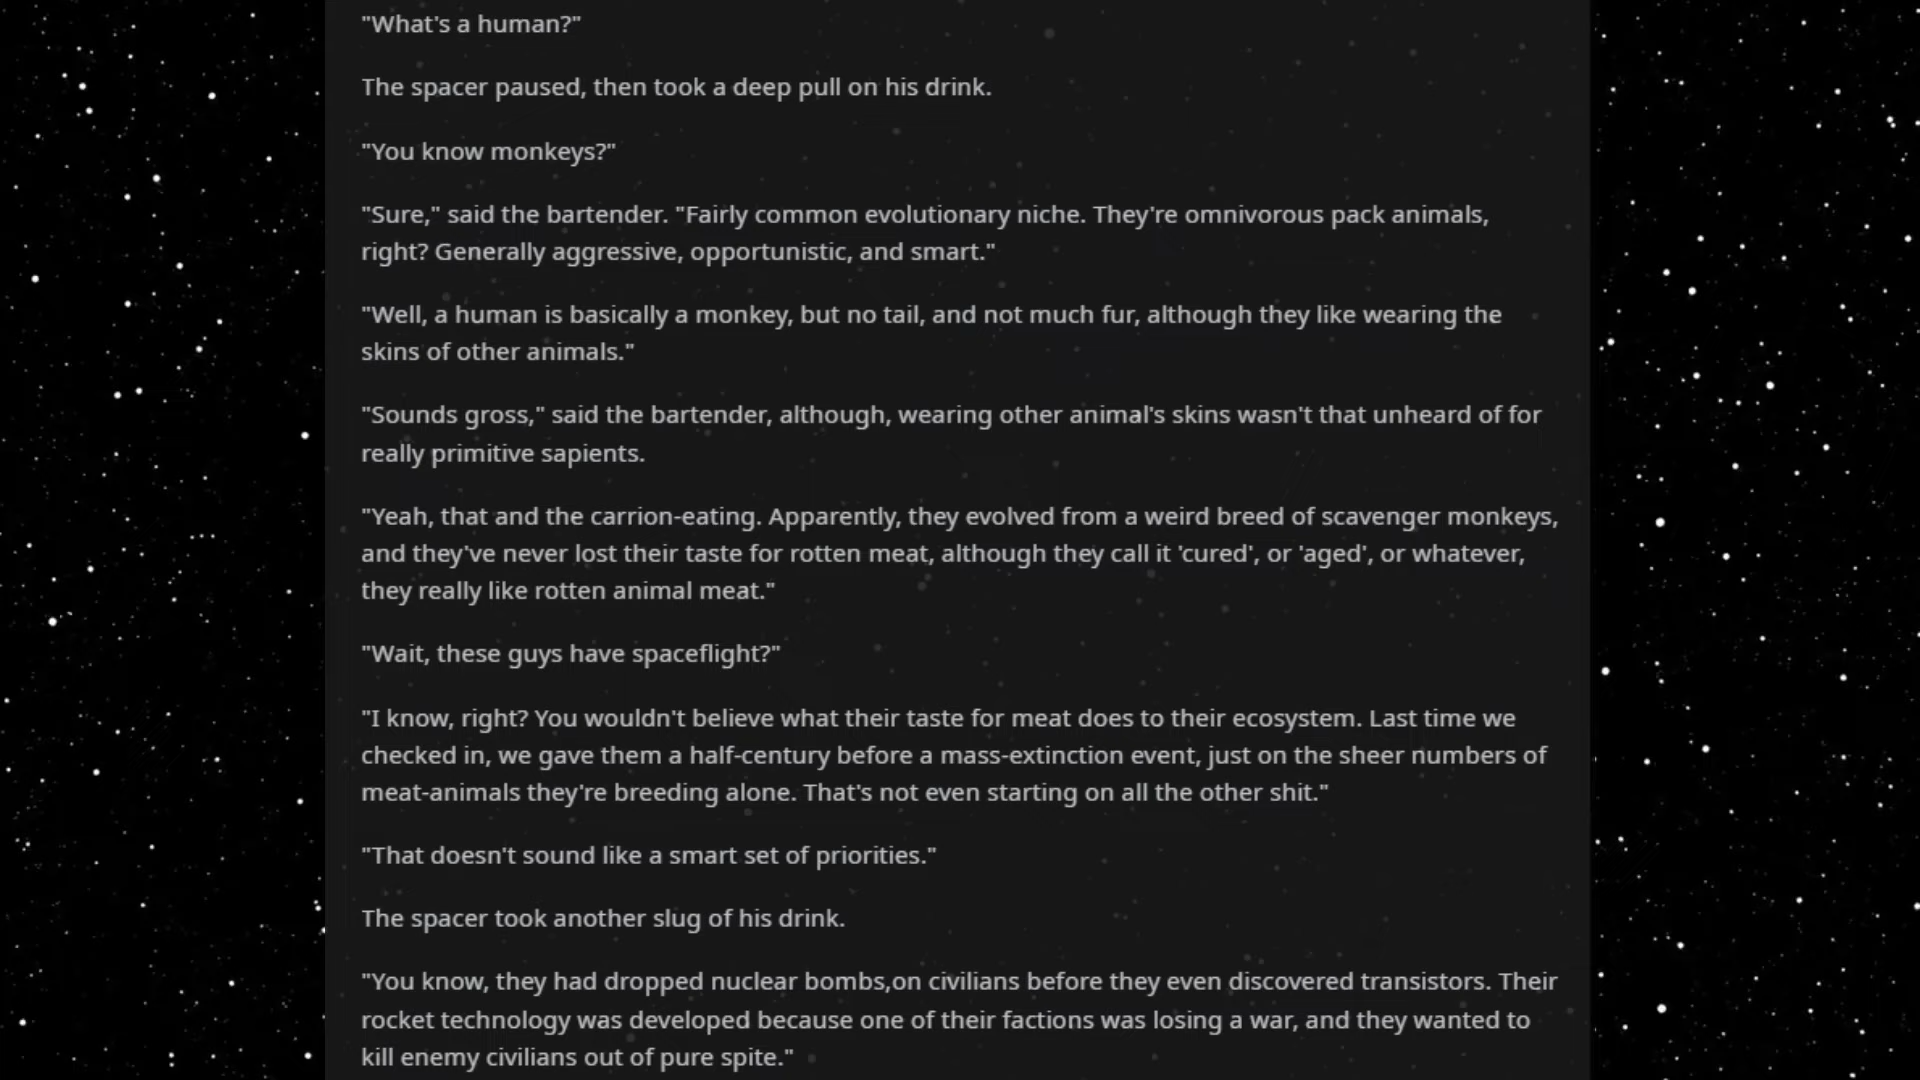 "What's a human?"
The spacer paused, then took a deep pull on his drink.
"You know monkeys?"
"Sure," said the bartender. "Fairly common evolutionary niche. They're omnivorous pack animals,
right? Generally aggressive, opportunistic, and smart."
"Well, a human is basically a monkey, but no tail, and not much fur, although they like wearing the
skins of other animals."
"Sounds gross," said the bartender, although, wearing other animal's skins wasn't that unheard of for
really primitive sapients.
"Yeah, that and the carrion-eating. Apparently, they evolved from a weird breed of scavenger monkeys,
and they've never lost their taste for rotten meat, although they call it 'cured', or 'aged', or whatever,
they really like rotten animal meat."
"Wait, these guys have spaceflight?"
"I know, right? You wouldn't believe what their taste for meat does to their ecosystem. Last time we
checked in, we gave them a half-century before a mass-extinction event, just on the sheer numbers of
meat-animals they're breeding alone. That's not even starting on all the other shit."
"That doesn't sound like a smart set of priorities."
The spacer took another slug of his drink.
"You know, they had dropped nuclear bombs,on civilians before they even discovered transistors. Their
rocket technology was developed because one of their factions was losing a war, and they wanted to
kill enemy civilians out of pure spite."